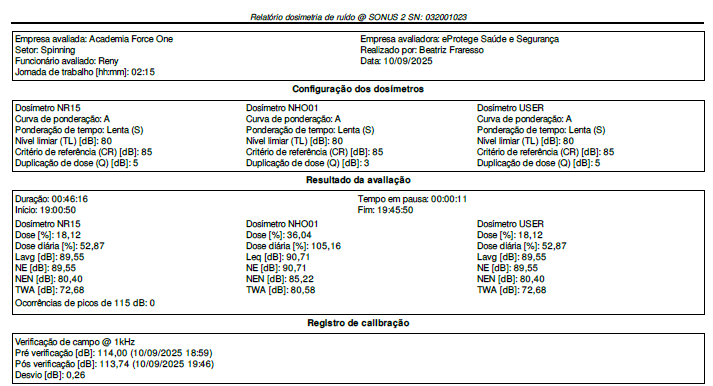 Relatório dosimetria de ruído @ SONUS 2 SN: 032001023
Empresa avaliada: Academia Force One
Empresa avaliadora: eProtege Saúde e Segurança
Setor: Spinning
Realizado por: Beatriz Fraresso
Funcionário avaliado: Reny
Data: 10/09/2025
Jornada de trabalho [hh:mm]: 02:15
Configuração dos dosímetros
Dosímetro NR15
Dosímetro NHO01
Dosímetro USER
Curva de ponderação: A
Curva de ponderação: A
Curva de ponderação: A
Ponderação de tempo: Lenta (S)
Ponderação de tempo: Lenta (S)
Ponderação de tempo: Lenta (S)
Nível limiar (TL) [dB]: 80
Nível limiar (TL) [dB]: 80
Nível limiar (TL) [dB]: 80
Critério de referência (CR) [dB]: 85
Critério de referência (CR) [dB]: 85
Critério de referência (CR) [dB]: 85
Duplicação de dose (Q) [dB]: 5
Duplicação de dose (Q) [dB]: 3
Duplicação de dose (Q) [dB]: 5
Resultado da avaliação
Duração: 00:46:16
Tempo em pausa: 00:00:11
Início: 19:00:50
Fim: 19:45:50
Dosímetro NR15
Dosímetro NHO01
Dosímetro USER
Dose [%]: 18,12
Dose [%]: 36,04
Dose [%]: 18,12
Dose diária [%]: 52,87
Dose diária [%]: 105,16
Dose diária [%]: 52,87
Lavg [dB]: 89,55
Leq [dB]: 90,71
Lavg [dB]: 89,55
NE [dB]: 89,55
NE [dB]: 90,71
NE [dB]: 89,55
NEN [dB]: 80,40
NEN [dB]: 85,22
NEN [dB]: 80,40
TWA [dB]: 72,68
TWA [dB]: 80,58
TWA [dB]: 72,68
Ocorrências de picos de 115 dB: 0
Registro de calibração
Verificação de campo @ 1kHz
Pré verificação [dB]: 114,00 (10/09/2025 18:59)
Pós verificação [dB]: 113,74 (10/09/2025 19:46)
Desvio [dB]: 0,26